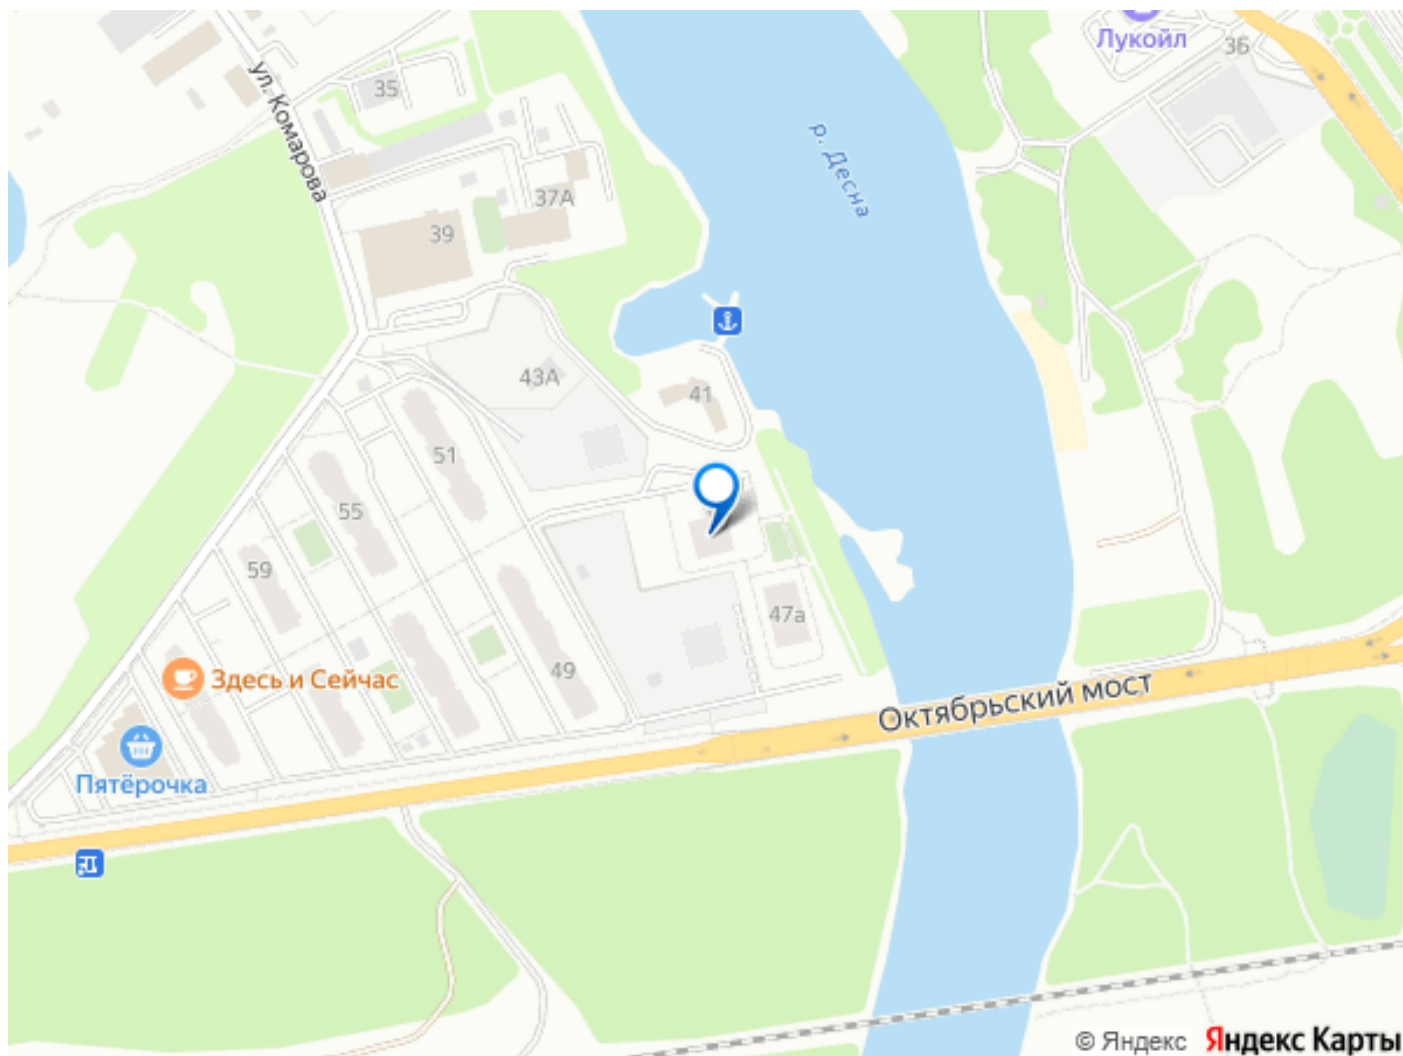 Лукойл
36
ул. Комарова
35
р. Десна
37А
39
43А
41
51
55
59
47а
49
Здесь и Сейчас
Октябрьский мост
Пятёрочка
© Яндекс Яндекс Карты